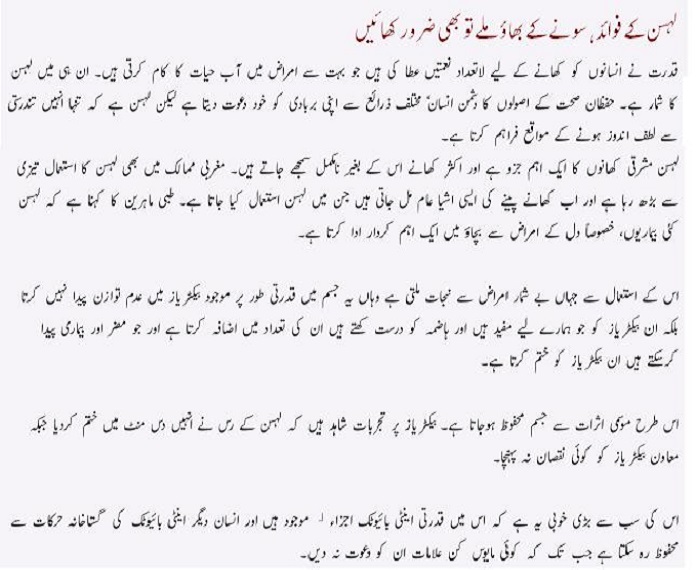 لہسن کے فوائد، سونے کے بھاؤ ملے تو بھی ضرور کھائیں
قدرت نے انسانوں کو کھانے کے لیے لاتعداد نعمتیں عطا کی ہیں جو بہت سے امراض میں آب حیات کا کام کرتی ہیں۔ ان ہی میں لہسن
کا شمار ہے۔ حفظان صحت کے اصولوں کا دشمن انسان مختلف ذرائع سے اپنی بربادی کو خود دعوت دیتا ہے لیکن لہسن ہے کہ تنہا انہیں تندرستی
سے لطف اندوز ہونے کے مواقع فراہم کرتا ہے۔
لہسن مشرقی کھانوں کا ایک اہم جزو ہے اور اکثر کھانے اس کے بغیر نامکمل سمجھے جاتے ہیں۔ مغربی ممالک میں بھی لہسن کا استعمال تیزی
سے بڑھ رہا ہے اور اب کھانے پینے کی ایسی اشیا عام مل جاتی ہیں جن میں لہسن استعمال کیا جاتا ہے۔ طبی ماہرین کا کہنا ہے کہ لہسن
کئی بیماریوں، خصوصاً دل کے امراض سے بچاؤ میں ایک اہم کردار ادا کرتا ہے۔
اس کے استعمال سے جہاں بے شمار امراض سے نجات ملتی ہے وہاں یہ جسم میں قدرتی طور پر موجود بیکٹریاز میں عدم توازن پیدا نہیں کرتا
بلکہ ان بیکٹریاز کو جو ہمارے لیے مفید ہیں اور ہاضمہ کو درست کھتے ہیں ان کی تعداد میں اضافہ کرتا ہے اور جو مضر اور بیماری پیدا
کرسکتے ہیں ان بیکٹریاز کو ختم کرتا ہے۔
اس طرح موسمی اثرات سے جسم محفوظ ہوجاتا ہے۔ بیکٹریاز پر تجربات شاہد ہیں کہ لہسن کے رس نے انہیں دس منٹ میں ختم کردیا جبکہ
معاون بیکٹریاز کو کوئی نقصان نہ پہنچا۔
اس کی سب سے بڑی خوبی یہ ہے کہ اس میں قدرتی اینٹی بائیوٹک اجزاء موجود ہیں اور انسان دیگر اینٹی بائیوٹک کی گستاخانہ حرکات سے
محفوظ رہ سکتا ہے جب تک کہ کوئی مایوس کن علامات ان کو دعوت نہ دیں۔